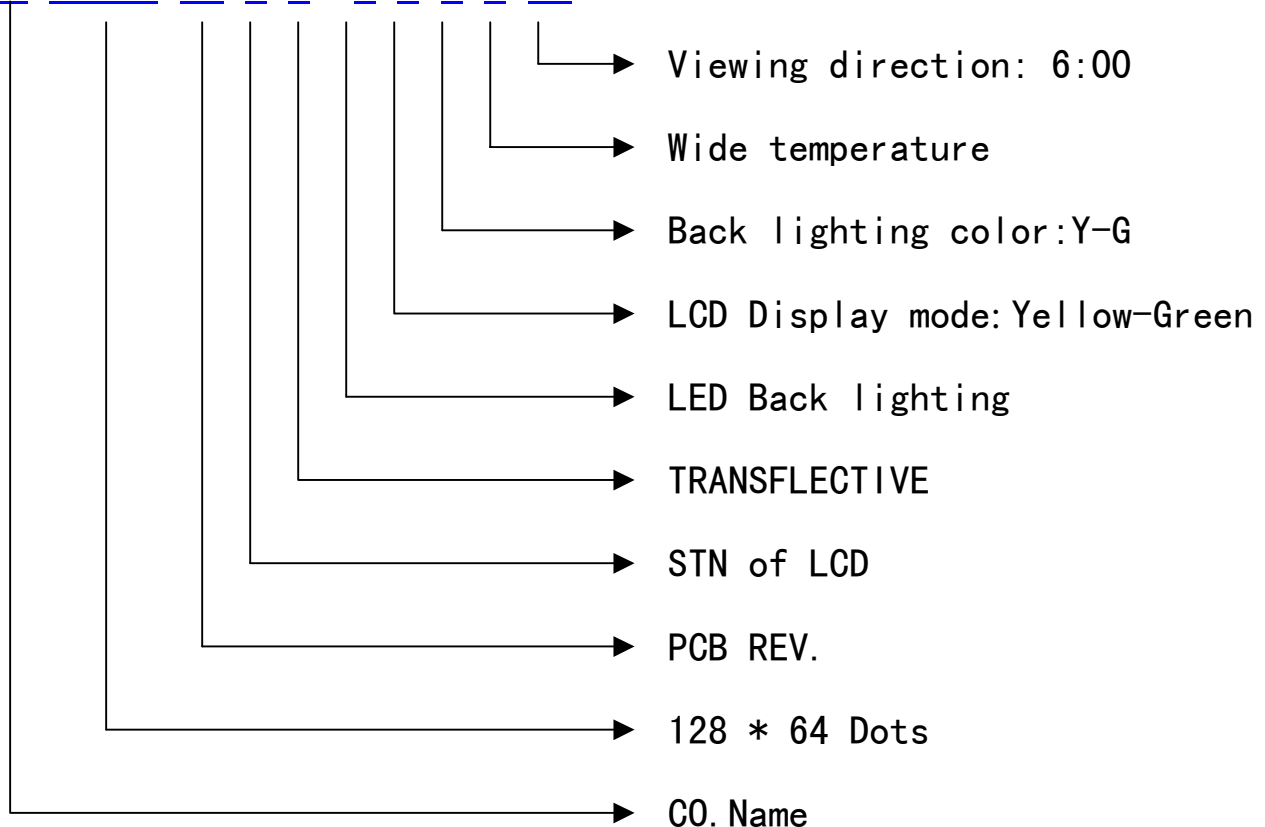 Viewing direction: 6:00
Wide temperature
Back lighting color:Y-G
LCD Display mode:Yellow-Green
LED Back lighting
TRANSFLECTIVE
STN of LCD
PCB REV.
128 * 64 Dots
CO.Name